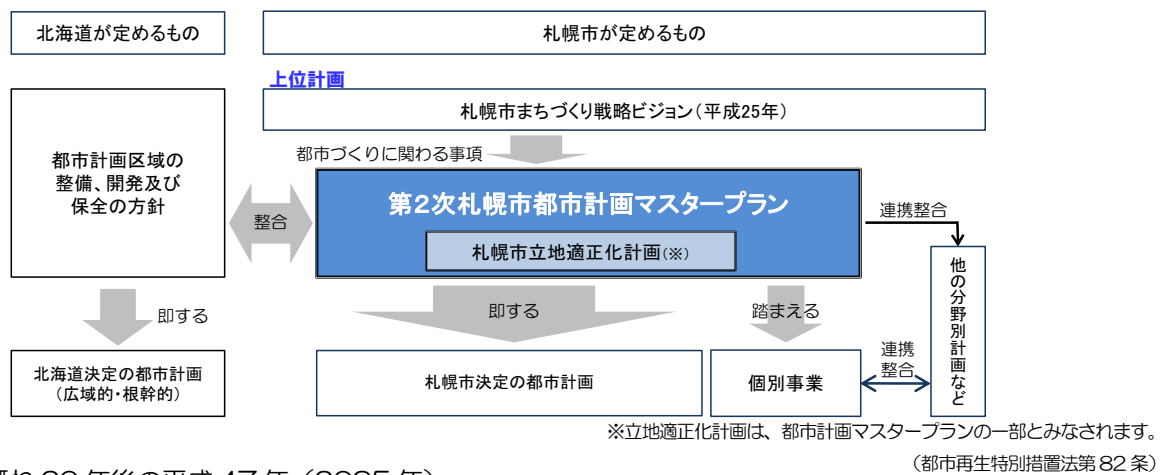 北海道が定めるもの
札幌市が定めるもの
上位計画
札幌市まちづくり戦略ビジョン(平成25年)
都市づくりに関わる事項
都市計画区域の
整備、開発及び
保全の方針
整合
第2次札幌市都市計画マスタープラン
札幌市立地適正化計画(※)
連携整合
他の分野別計画など
即する
即する
踏まえる
連携
整合
北海道決定の都市計画
(広域的・根幹的)
札幌市決定の都市計画
個別事業
※立地適正化計画は、都市計画マスタープランの一部とみなされます。
(都市再生特別措置法第82条)